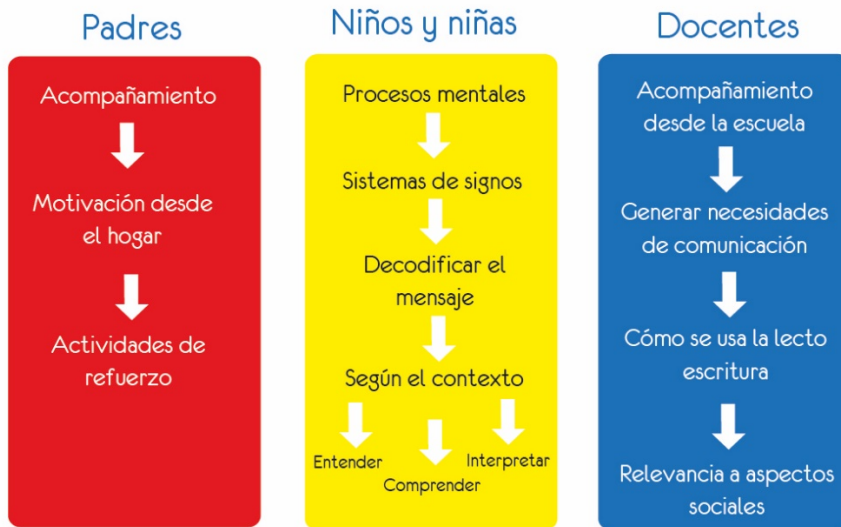 Padres
Acompañamiento
Motivación desde
el hogar
Actividades de
refuerzo
Niños y niñas
Procesos mentales
Sistemas de signos
Decodificar el
mensaje
Según el contexto
Entender
Comprender
Interpretar
Docentes
Acompañamiento
desde la escuela
Generar necesidades
de comunicación
Cómo se usa la lecto
escritura
Relevancia a aspectos
sociales